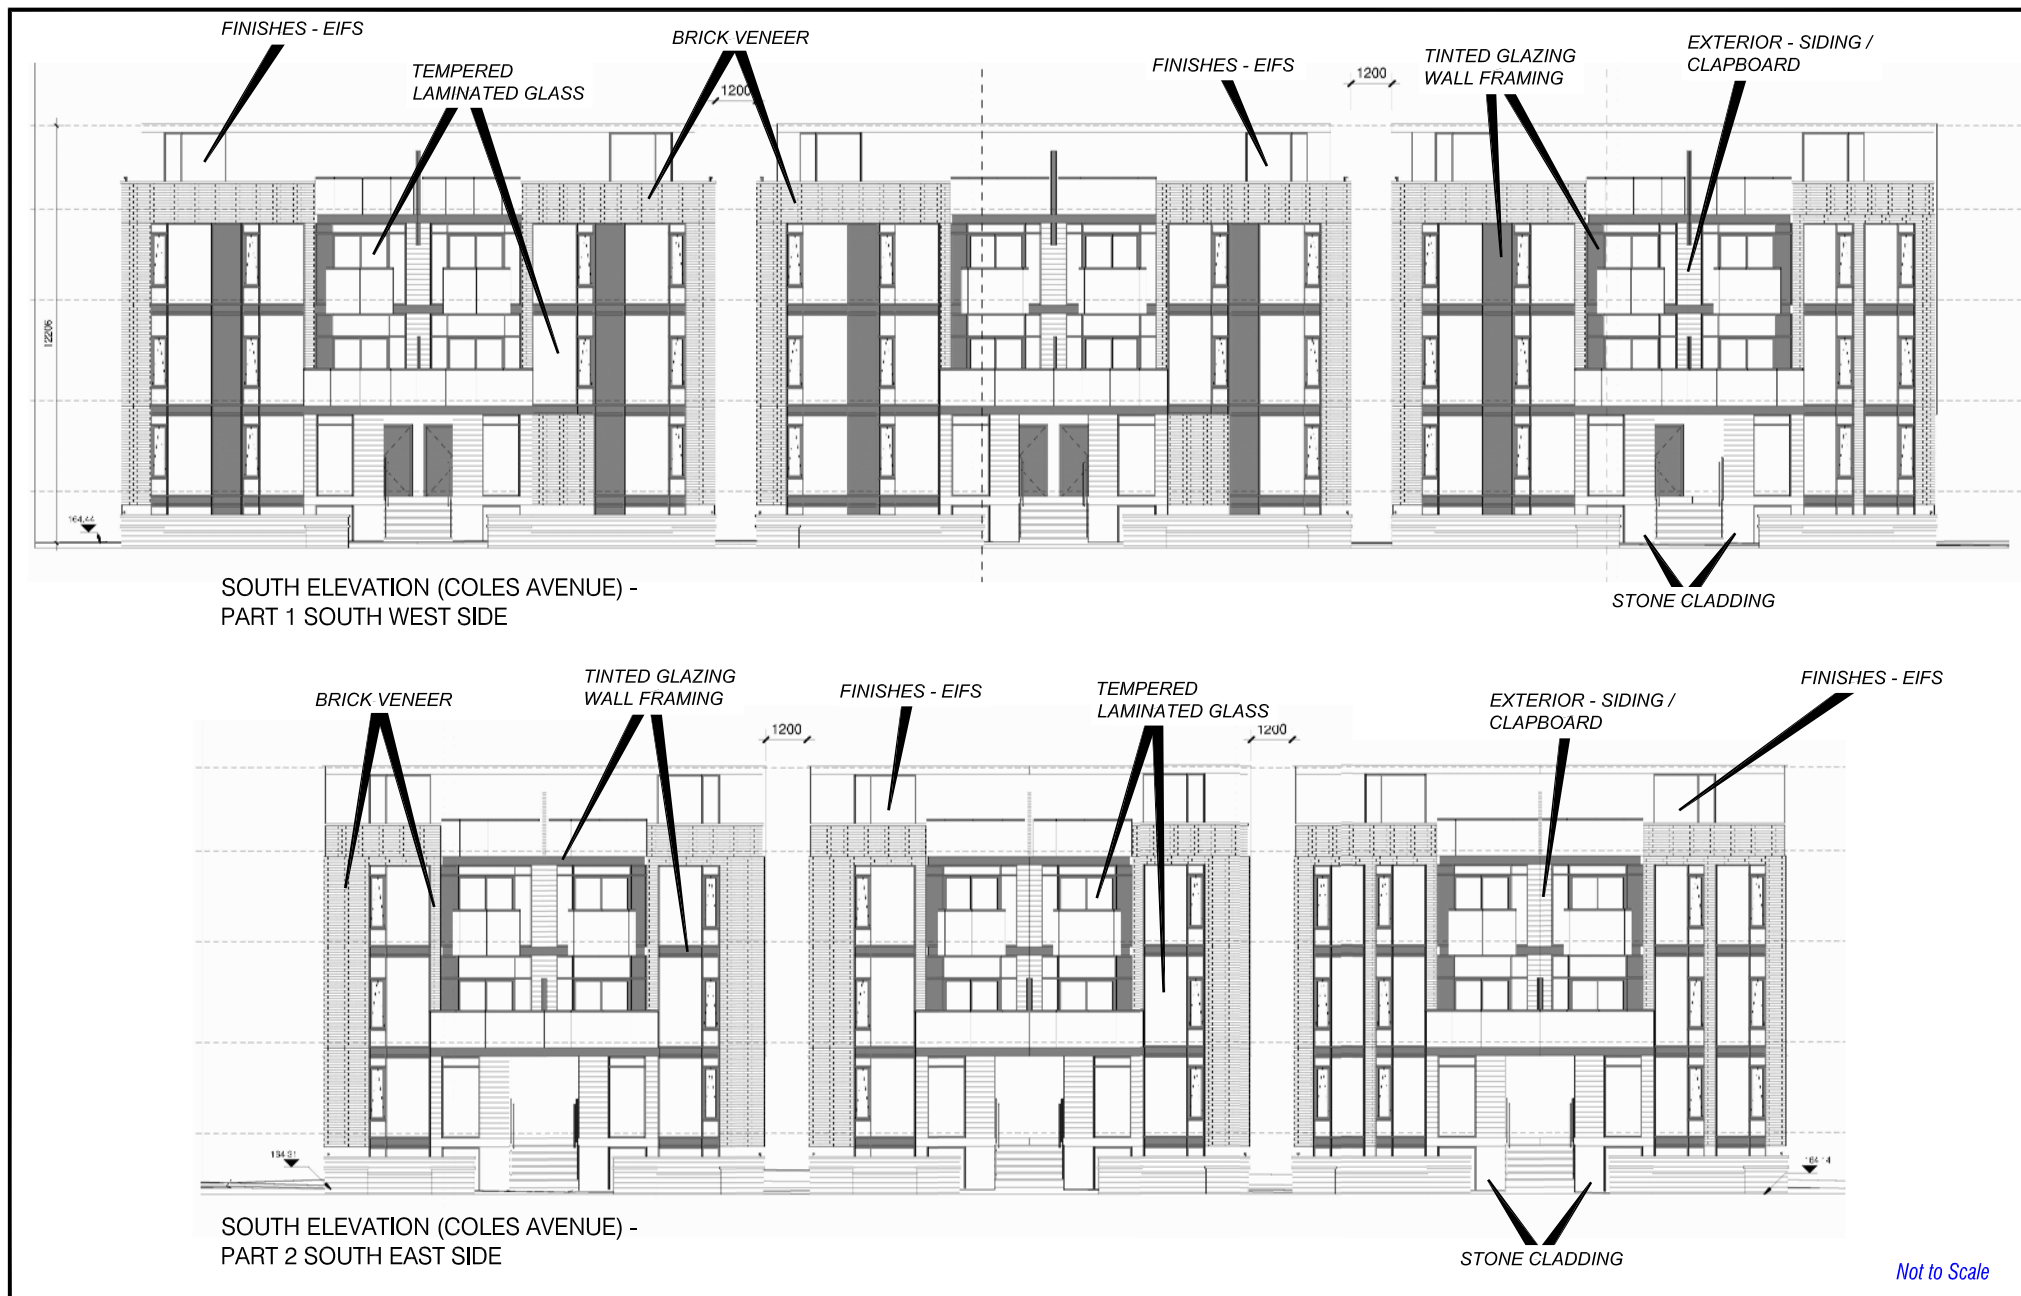 FINISHES - EIFS
BRICK VENEER
TEMPERED
LAMINATED GLASS
1200
FINISHES - EIFS
1200
TINTED GLAZING
WALL FRAMING
EXTERIOR - SIDING /
CLAPBOARD
12206
164.44
STONE CLADDING
SOUTH ELEVATION (COLES AVENUE) -
PART 1 SOUTH WEST SIDE
BRICK VENEER
TINTED GLAZING
WALL FRAMING
1200
FINISHES - EIFS
TEMPERED
LAMINATED GLASS
1200
EXTERIOR - SIDING /
CLAPBOARD
FINISHES - EIFS
164.31
STONE CLADDING
SOUTH ELEVATION (COLES AVENUE) -
PART 2 SOUTH EAST SIDE
Not to Scale